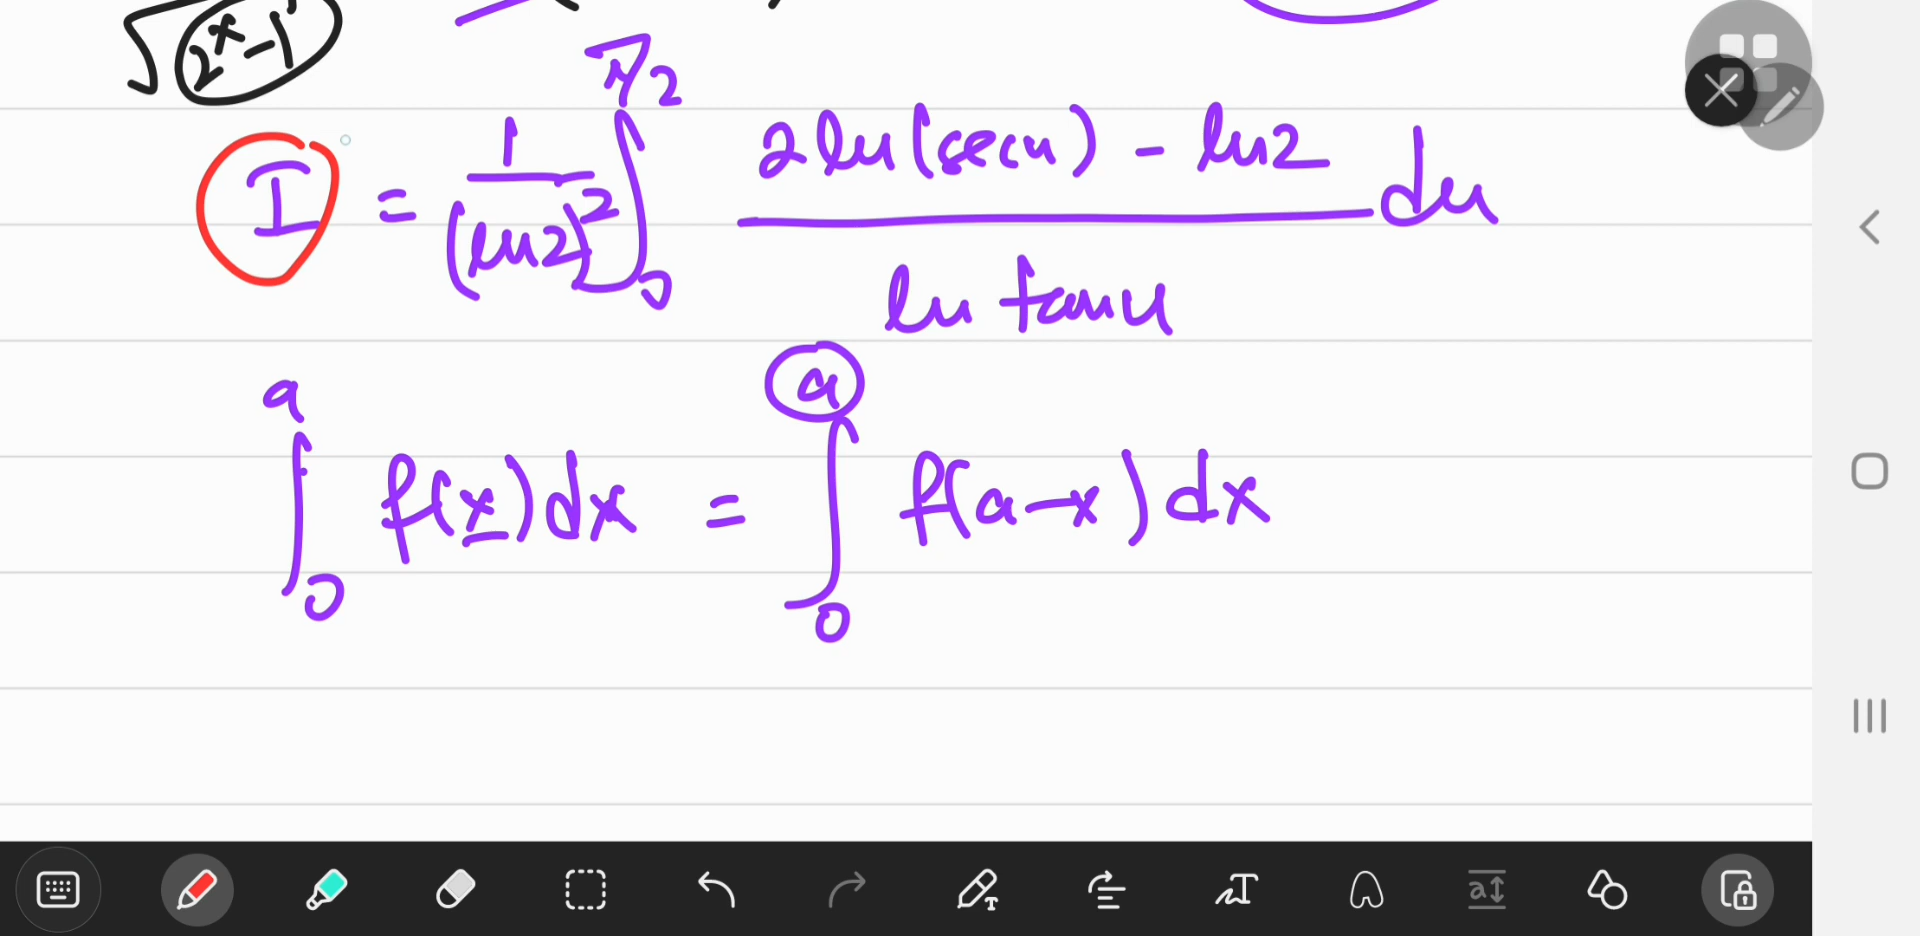 √(2^x-1)
I = 1/(ln2)^2 ∫_0^{π/2} (2ln(secu) - ln2)/(ln tanu) du
∫_0^a f(x)dx = ∫_0^a f(a-x)dx